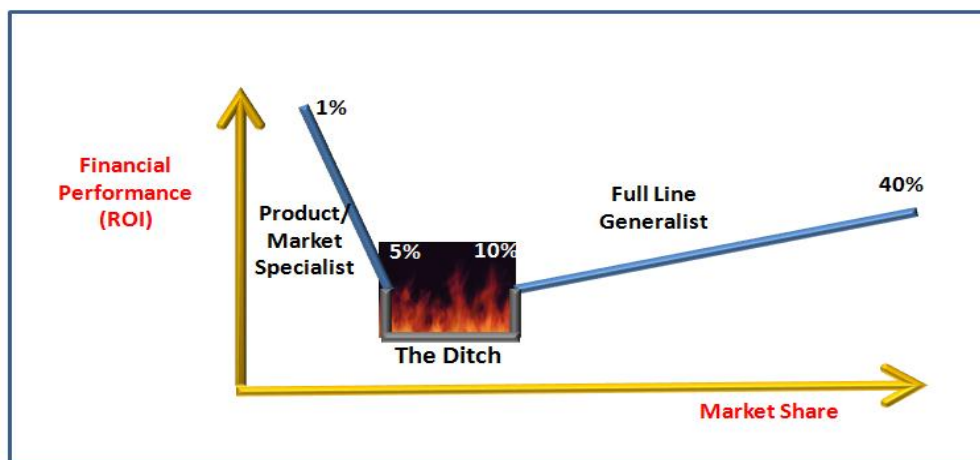 1%
Financial
Performance
(ROI)
Product/
Market
Specialist
Full Line
Generalist
40%
5%
10%
The Ditch
Market Share